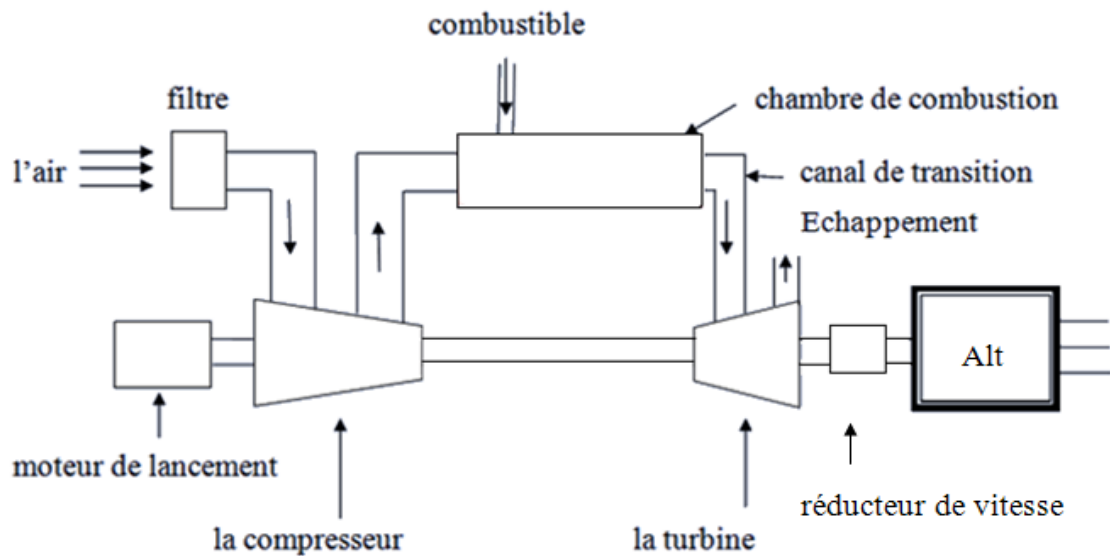 combustible
filtre
chambre de combustion
l’air
canal de transition
Echappement
Alt
moteur de lancement
réducteur de vitesse
la compresseur
la turbine